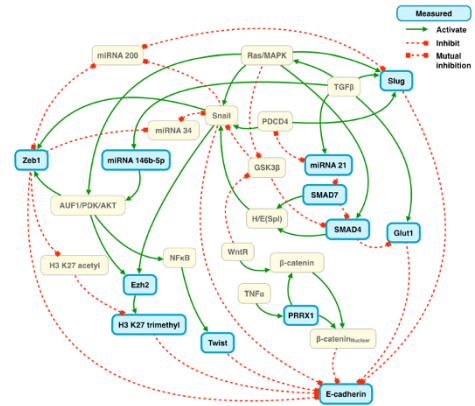 Measured
Activate
Inhibit
Mutual
inhibition
miRNA 200
Ras/MAPK
Slug
TGFβ
Snail
PDCD4
miRNA 34
Zeb1
miRNA 146b-5p
GSK3β
miRNA 21
SMAD7
AUF1/PDK/AKT
H/E(Spl)
SMAD4
Glut1
H3 K27 acetyl
NFκB
WntR
β-catenin
Ezh2
TNFα
PRRX1
H3 K27 trimethyl
Twist
β-cateninNuclear
E-cadherin